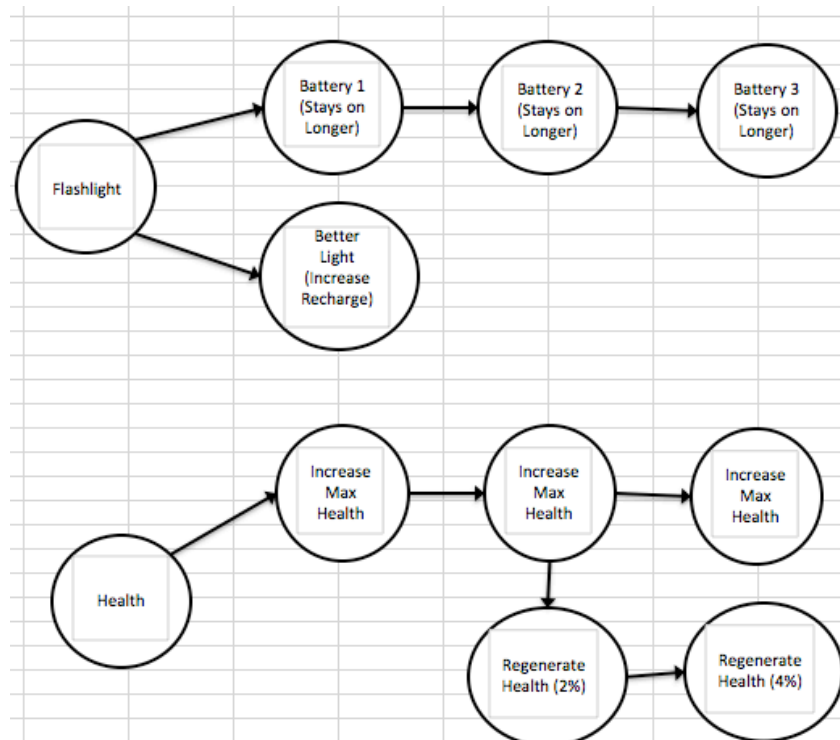 Battery 1
(Stays on
Longer)
Battery 2
(Stays on
Longer)
Battery 3
(Stays on
Longer)
Flashlight
Better
Light
(Increase
Recharge)
Increase
Max
Health
Increase
Max
Health
Increase
Max
Health
Health
Regenerate
Health (2%)
Regenerate
Health (4%)